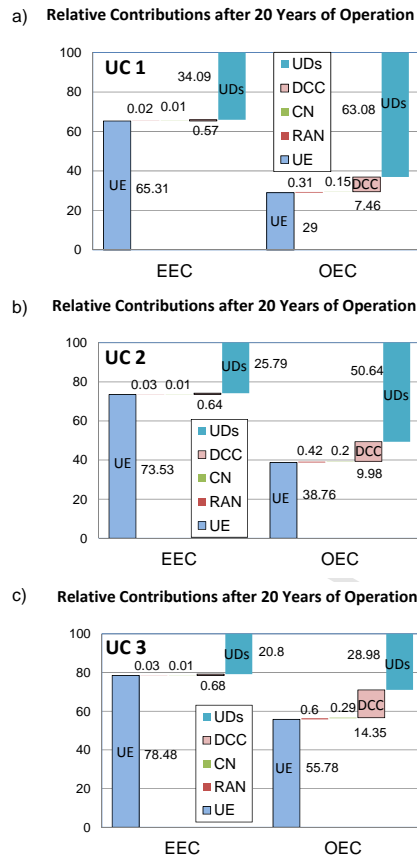 a) Relative Contributions after 20 Years of Operation
100
80
60
40
20
0
UC 1
34.09
0.02 0.01
UDs
0.57
UE
65.31
UDs
DCC
CN
RAN
UE
63.08
UDs
0.31 0.15
DCC
7.46
UE
29
EEC
OEC
b) Relative Contributions after 20 Years of Operation
100
80
60
40
20
0
UC 2
UDs
25.79
0.03 0.01
0.64
UE
73.53
UDs
DCC
CN
RAN
UE
50.64
UDs
0.42 0.2
DCC
9.98
UE
38.76
EEC
OEC
c) Relative Contributions after 20 Years of Operation
100
80
60
40
20
0
UC 3
UDs
20.8
0.03 0.01
0.68
UE
78.48
UDs
DCC
CN
RAN
UE
28.98
UDs
0.6 0.29
DCC
14.35
UE
55.78
EEC
OEC